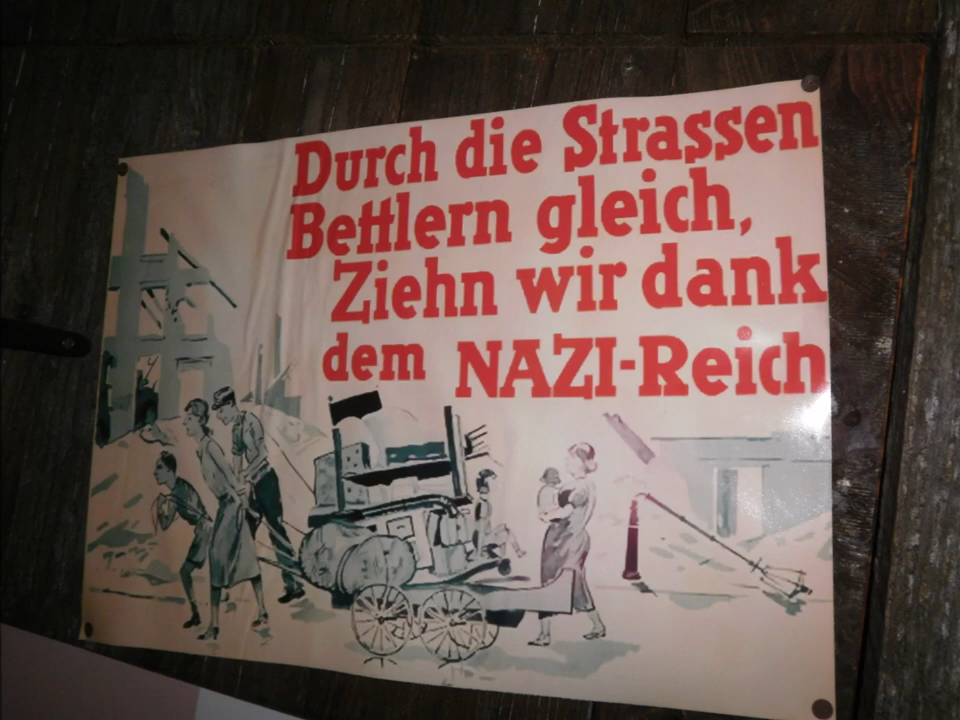 Durch die Strassen
Bettlern gleich,
Ziehn wir dank
dem NAZI-Reich